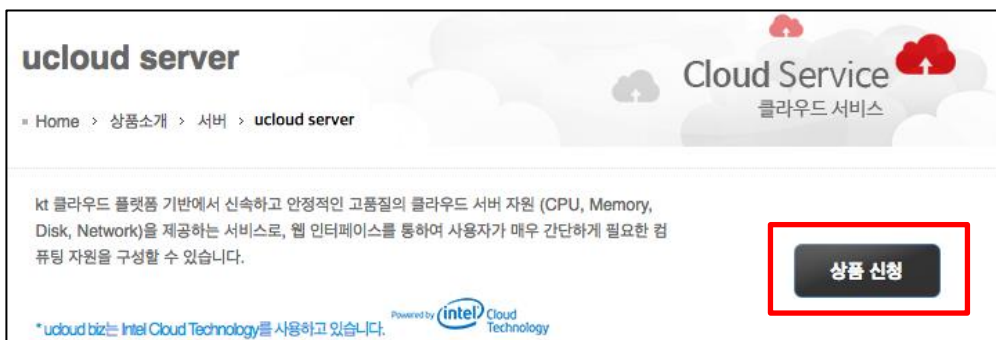 ucloud server
Cloud Service
클라우드 서비스
Home > 상품소개 > 서버 > ucloud server
kt 클라우드 플랫폼 기반에서 신속하고 안정적인 고품질의 클라우드 서버 자원 (CPU, Memory,
Disk, Network)을 제공하는 서비스로, 웹 인터페이스를 통하여 사용자가 매우 간단하게 필요한 컴
퓨팅 자원을 구성할 수 있습니다.
상품 신청
* ucloud biz는 Intel Cloud Technology를 사용하고 있습니다.
Powered by intel Cloud
Technology